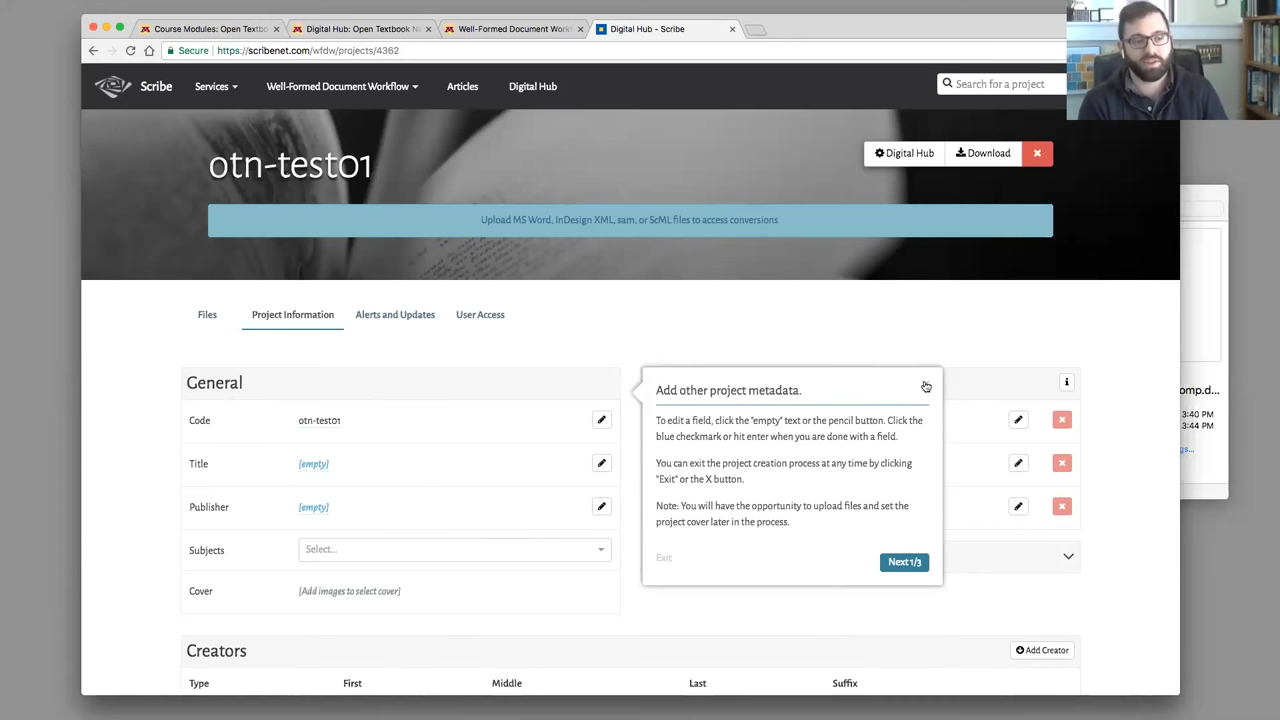 Course Modules: Open Textb
Digital Hub: Open Textbook N
Well-Formed Document Workf
Digital Hub - Scribe
Secure
https://scribenet.com/wfdw/projects/4362
Scribe
Services
Well-Formed Document Workflow
Articles
Digital Hub
Search for a project
otn-test01
Digital Hub
Download
Upload MS Word, InDesign XML, sam, or ScML files to access conversions.
Files
Project Information
Alerts and Updates
User Access
General
Code
otn-test01
Title
[empty]
Publisher
[empty]
Subjects
Select...
Cover
[Add images to select cover]
Add other project metadata.
To edit a field, click the "empty" text or the pencil button. Click the
blue checkmark or hit enter when you are done with a field.
You can exit the project creation process at any time by clicking
"Exit" or the X button.
Note: You will have the opportunity to upload files and set the
project cover later in the process.
Exit
Next 1/3
omp.d...
3:40 PM
3:44 PM
gs...
Creators
Add Creator
Type
First
Middle
Last
Suffix